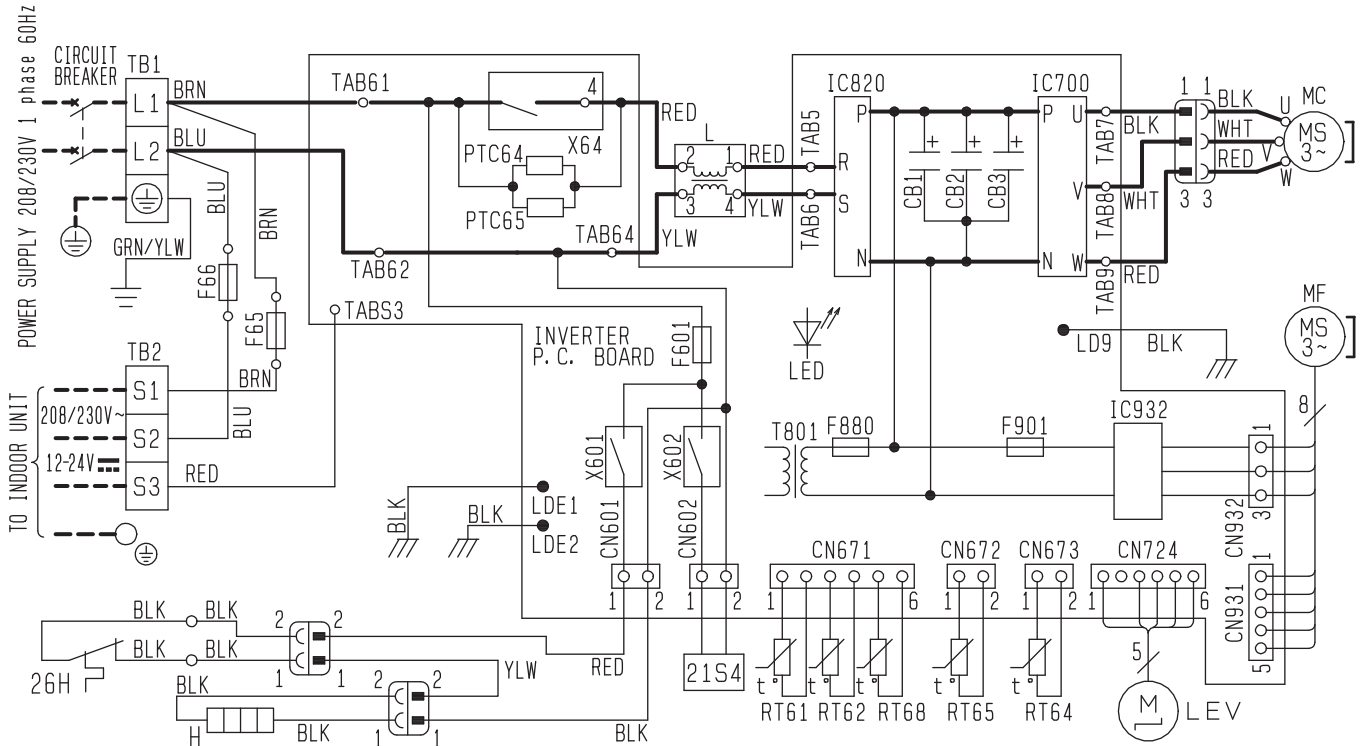 POWER SUPPLY 208/230V 1 phase 60Hz
CIRCUIT
BREAKER
TB1
L1
L2
BRN
BLU
GRN/YLW
BLU
BRN
F66
F65
TAB61
TAB62
TABS3
4
X64
PTC64
PTC65
TAB64
RED
YLW
L
2
1
3
4
RED
YLW
TAB5
TAB6
IC820
P
R
S
N
CB1
+
CB2
+
CB3
+
IC700
P
N
U
V
W
TAB7
TAB8
TAB9
BLK
WHT
RED
1
1
3
3
BLK
WHT
RED
U
V
W
MC
MS
3~
MF
MS
3~
8
TO INDOOR UNIT
TB2
S1
S2
S3
208/230V~
12-24V
BRN
BLU
RED
INVERTER
P.C. BOARD
F601
X601
X602
LED
LD9
BLK
T801
F880
F901
IC932
CN932
1
3
CN931
1
5
BLK
LDE1
BLK
LDE2
CN601
1
2
CN602
1
2
21S4
CN671
1
6
CN672
1
2
CN673
1
2
CN724
1
6
t°
t°
t°
t°
t°
RT61
RT62
RT68
RT65
RT64
5
M
LEV
BLK
BLK
BLK
BLK
2
2
1
1
26H
RED
YLW
BLK
2
2
1
1
H
BLK
BLK